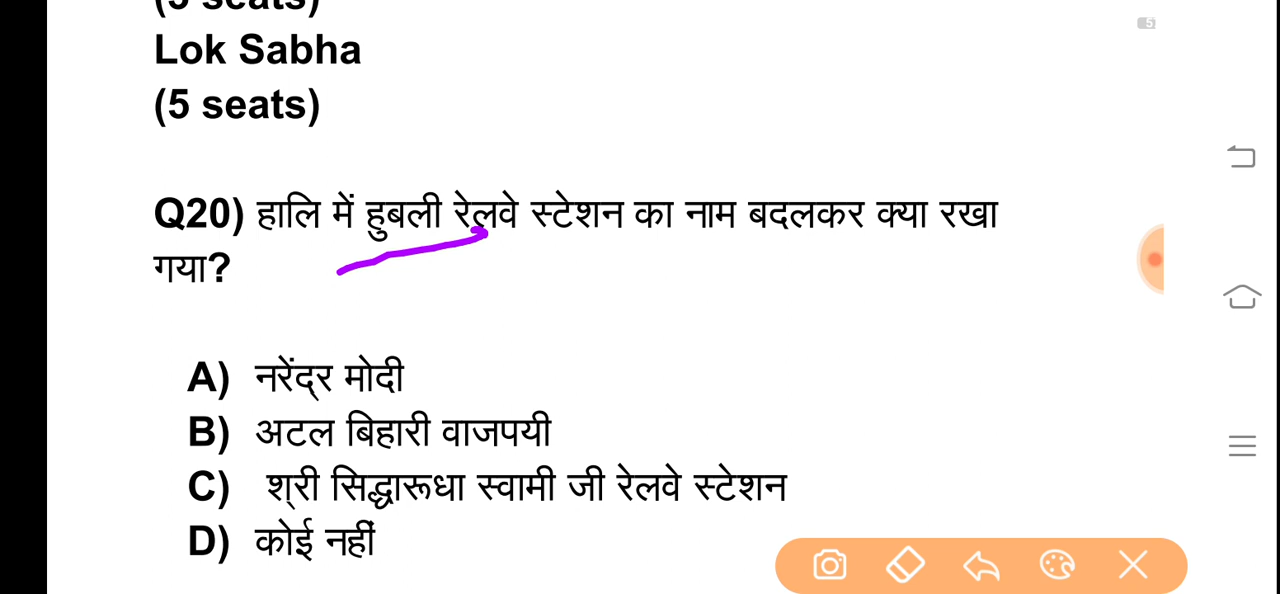 Lok Sabha
(5 seats)
Q20) हालि में हुबली रेलवे स्टेशन का नाम बदलकर क्या रखा
गया?
A) नरेंद्र मोदी
B) अटल बिहारी वाजपयी
C) श्री सिद्धारूधा स्वामी जी रेलवे स्टेशन
D) कोई नहीं